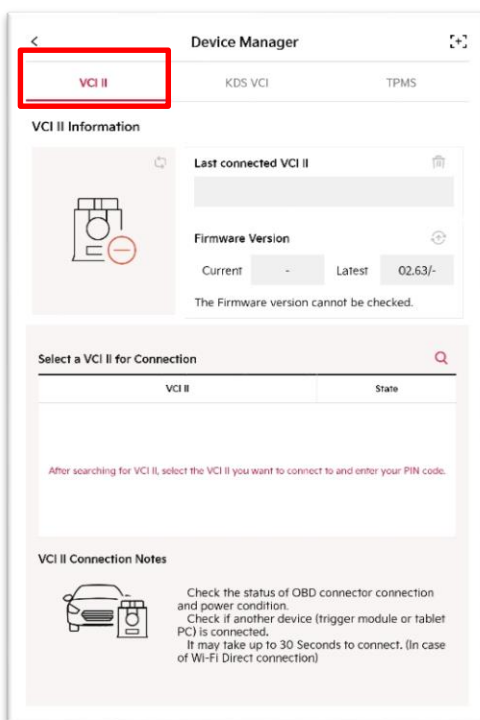 Device Manager
VCI II KDS VCI TPMS
VCI II Information
Last connected VCI II
Firmware Version
Current - Latest 02.63/-
The Firmware version cannot be checked.
Select a VCI II for Connection
VCI II State
After searching for VCI II, select the VCI II you want to connect to and enter your PIN code.
VCI II Connection Notes
Check the status of OBD connector connection
and power condition.
Check if another device (trigger module or tablet
PC) is connected.
It may take up to 30 Seconds to connect. (In case
of Wi-Fi Direct connection)